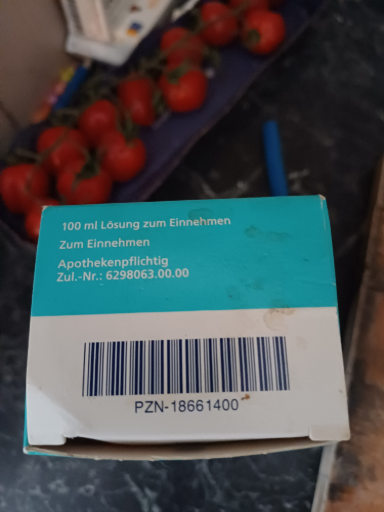 100 ml Lösung zum Einnehmen
Zum Einnehmen
Apothekenpflichtig
Zul.-Nr.: 6298063.00.00
PZN-18661400